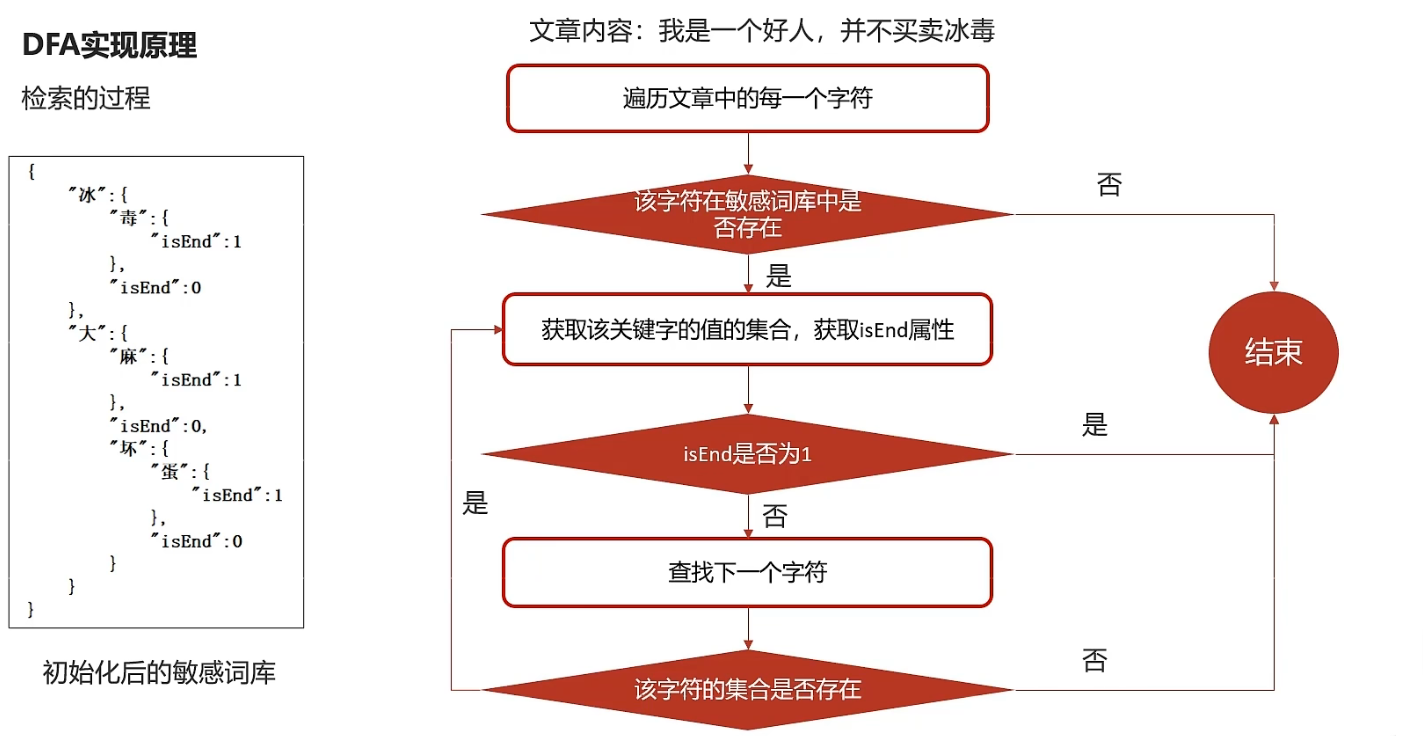 DFA实现原理
检索的过程
{
"冰":{
"毒":{
"isEnd":1
},
"isEnd":0
},
"大":{
"麻":{
"isEnd":1
},
"isEnd":0,
"坏":{
"蛋":{
"isEnd":1
},
"isEnd":0
}
}
}
初始化后的敏感词库
文章内容：我是一个好人，并不买卖冰毒
遍历文章中的每一个字符
该字符在敏感词库中是
否存在
否
是
获取该关键字的值的集合，获取isEnd属性
结束
isEnd是否为1
是
是
否
查找下一个字符
该字符的集合是否存在
否